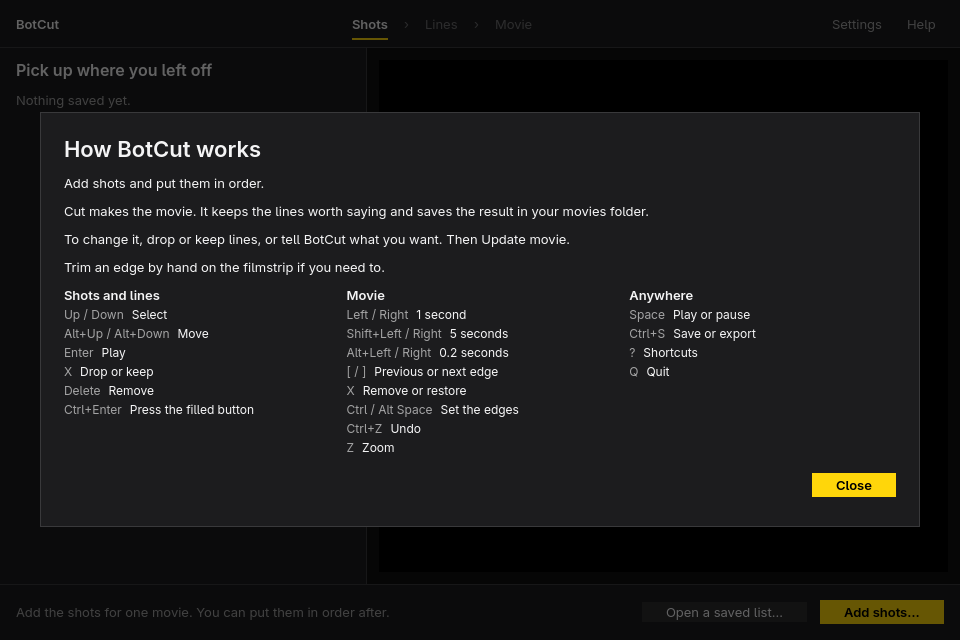 BotCut
Shots › Lines › Movie
Settings Help
Pick up where you left off
Nothing saved yet.
How BotCut works
Add shots and put them in order.
Cut makes the movie. It keeps the lines worth saying and saves the result in your movies folder.
To change it, drop or keep lines, or tell BotCut what you want. Then Update movie.
Trim an edge by hand on the filmstrip if you need to.
Shots and lines
Up / Down Select
Alt+Up / Alt+Down Move
Enter Play
X Drop or keep
Delete Remove
Ctrl+Enter Press the filled button
Movie
Left / Right 1 second
Shift+Left / Right 5 seconds
Alt+Left / Right 0.2 seconds
[ / ] Previous or next edge
X Remove or restore
Ctrl / Alt Space Set the edges
Ctrl+Z Undo
Z Zoom
Anywhere
Space Play or pause
Ctrl+S Save or export
? Shortcuts
Q Quit
Close
Add the shots for one movie. You can put them in order after.
Open a saved list...
Add shots...